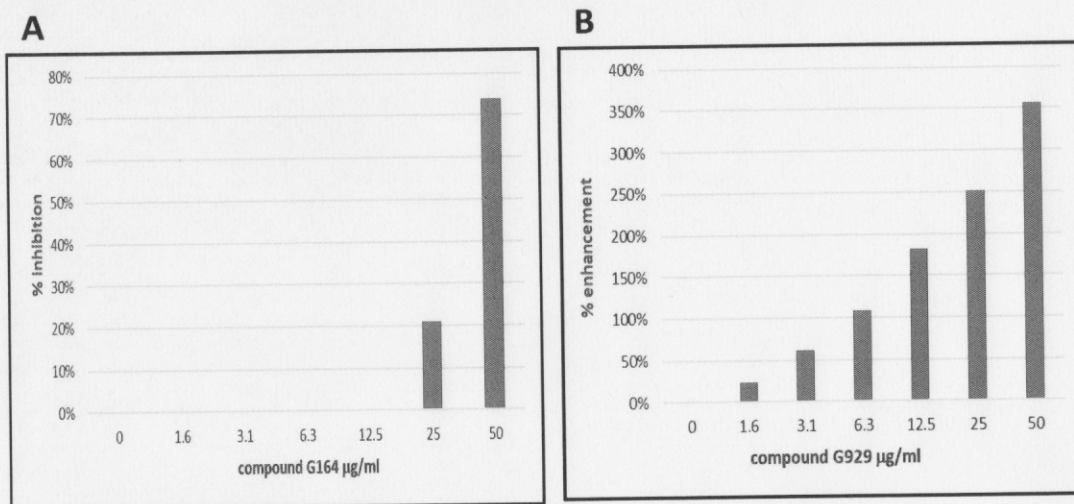 A
80%
70%
60%
50%
40%
30%
20%
10%
0%
% inhibition
0 1.6 3.1 6.3 12.5 25 50
compound G164 µg/ml
B
400%
350%
300%
250%
200%
150%
100%
50%
0%
% enhancement
0 1.6 3.1 6.3 12.5 25 50
compound G929 µg/ml